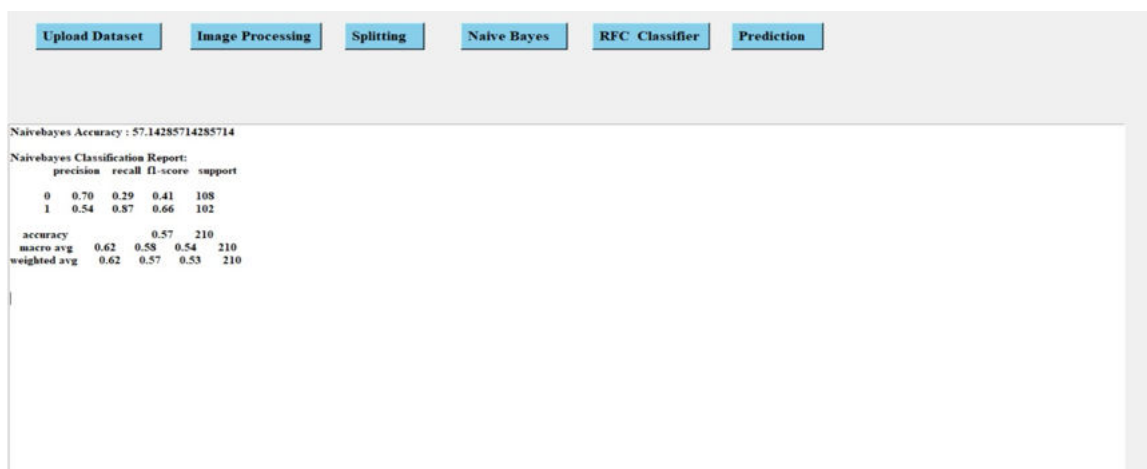 Upload Dataset Image Processing Splitting Naive Bayes RFC Classifier Prediction
Naivebayes Accuracy : 57.14285714285714
Naivebayes Classification Report:
precision recall f1-score support
0 0.70 0.29 0.41 108
1 0.54 0.87 0.66 102
accuracy 0.57 210
macro avg 0.62 0.58 0.54 210
weighted avg 0.62 0.57 0.53 210